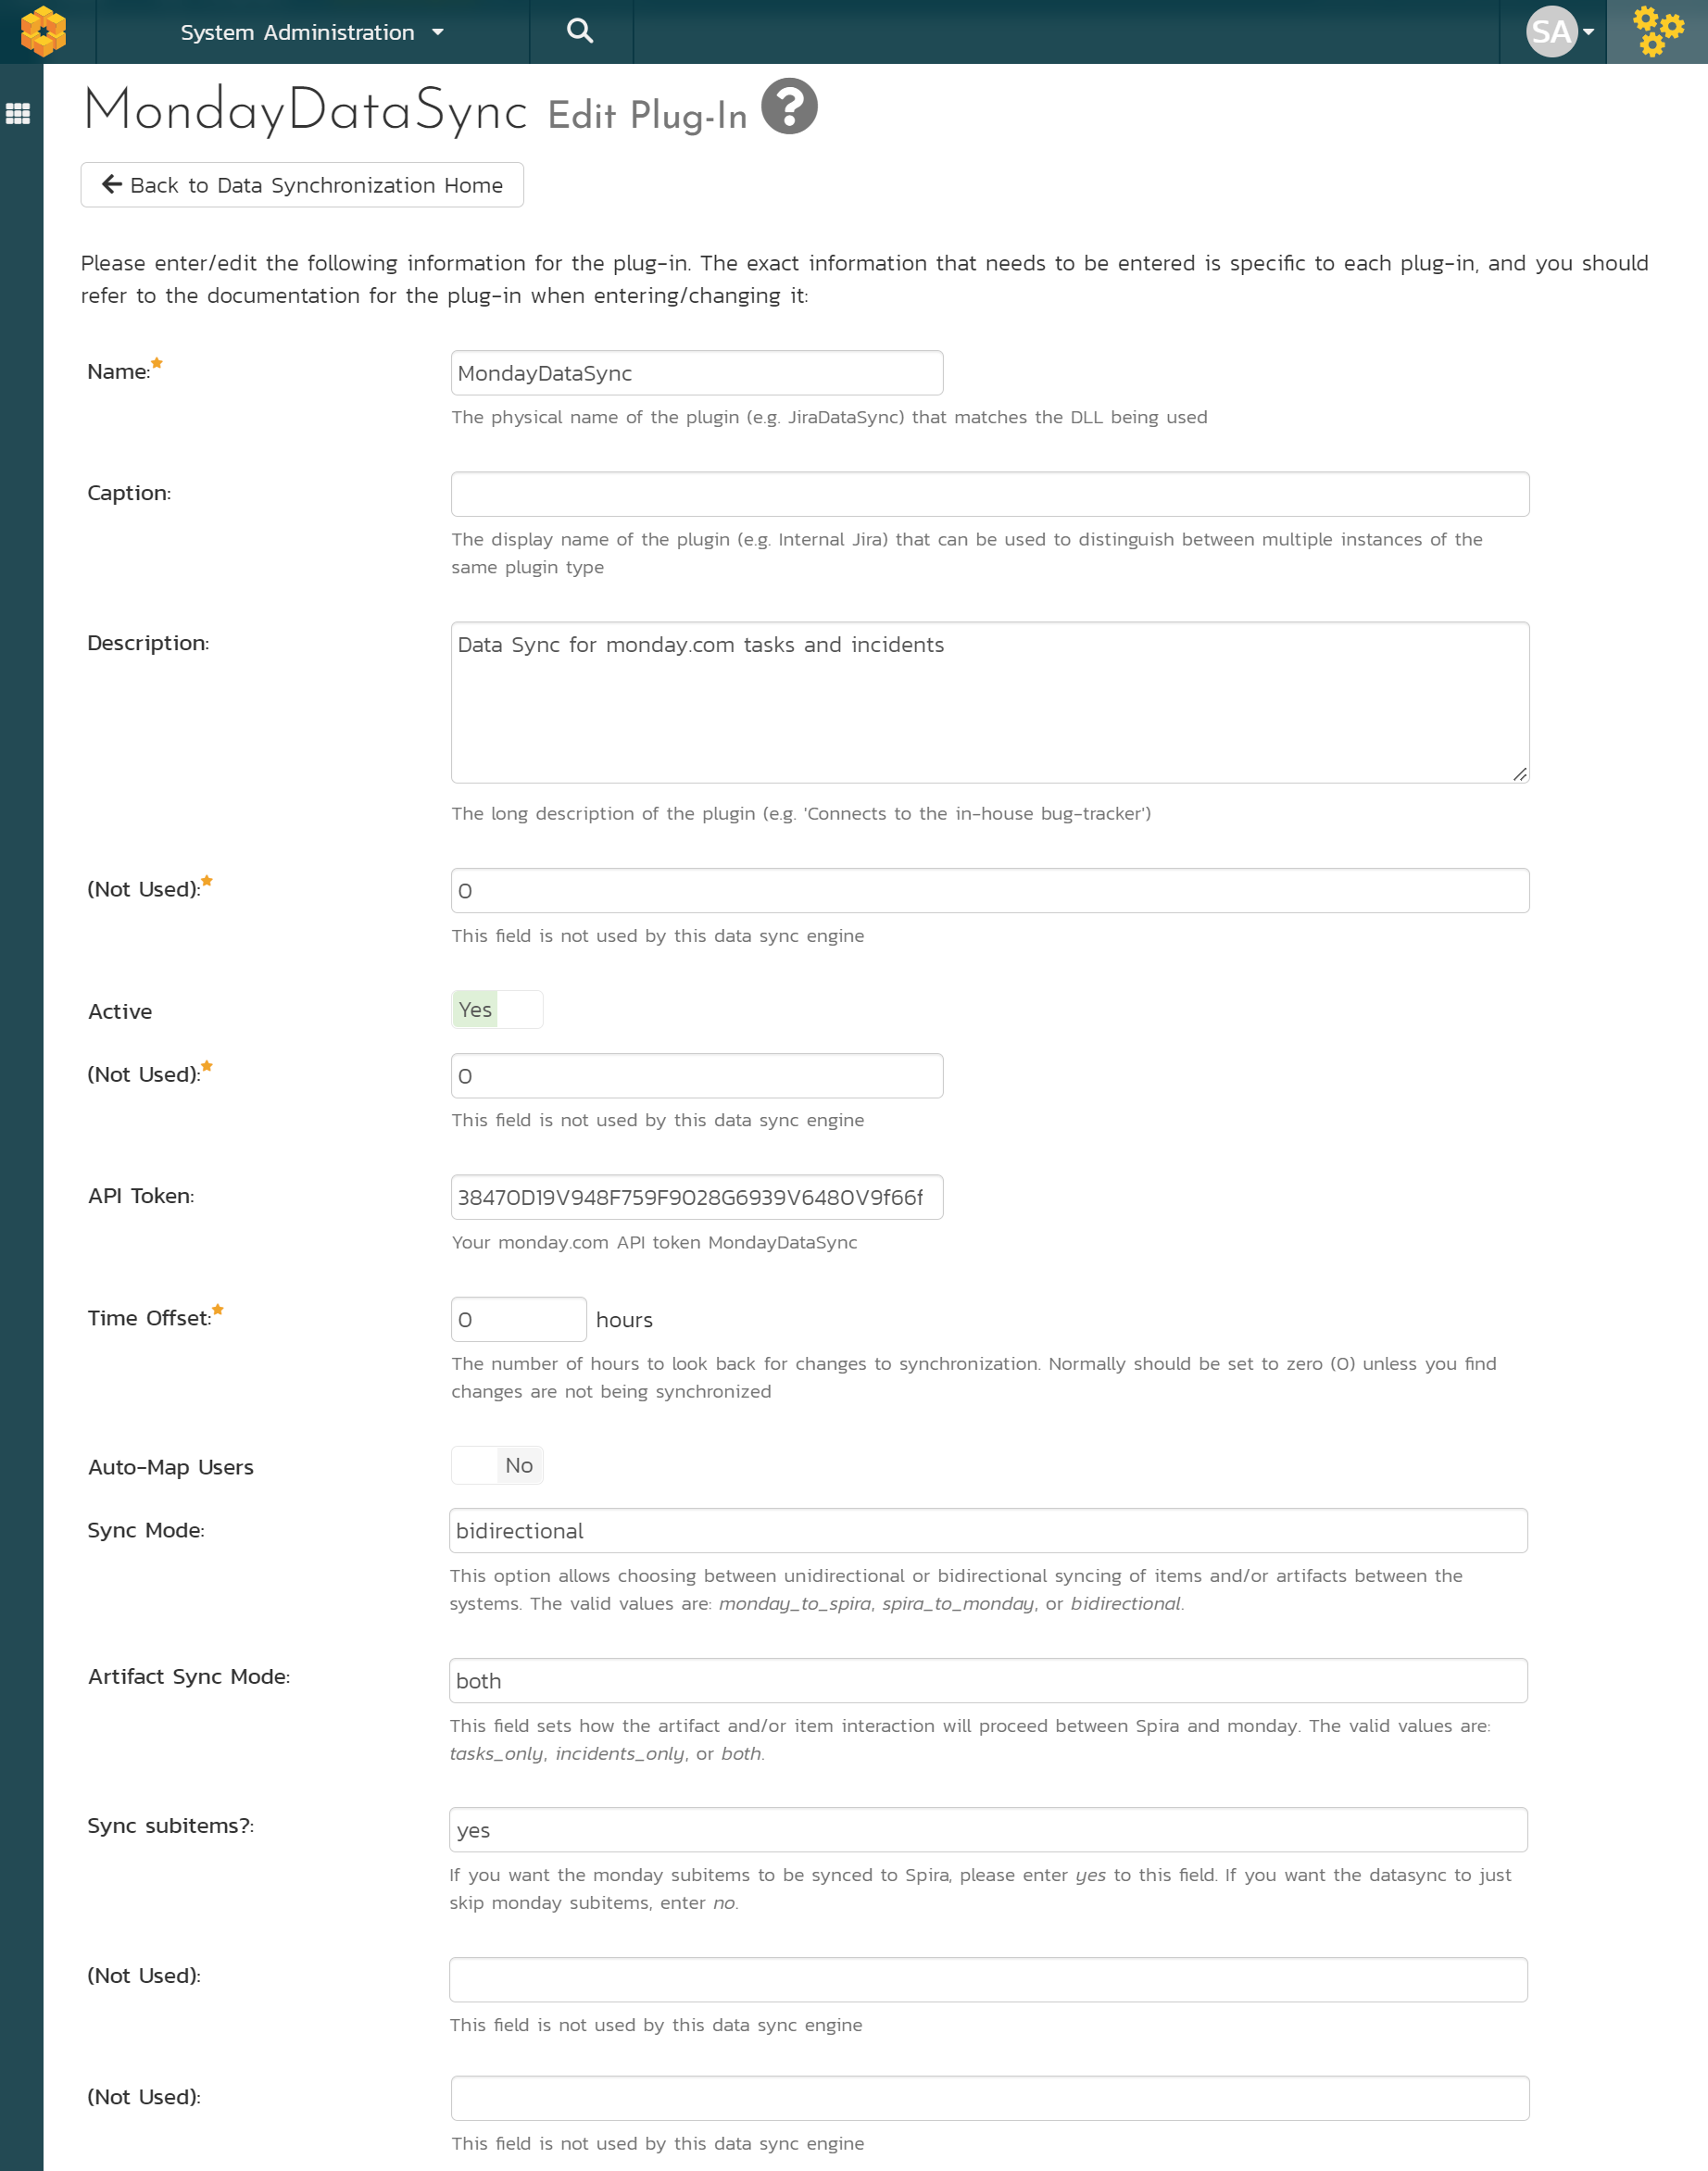 System Administration
SA
MondayDataSync Edit Plug-In ?
Back to Data Synchronization Home
Please enter/edit the following information for the plug-in. The exact information that needs to be entered is specific to each plug-in, and you should
refer to the documentation for the plug-in when entering/changing it:
Name:
MondayDataSync
The physical name of the plugin (e.g. JiraDataSync) that matches the DLL being used
Caption:
The display name of the plugin (e.g. Internal Jira) that can be used to distinguish between multiple instances of the
same plugin type
Description:
Data Sync for monday.com tasks and incidents
The long description of the plugin (e.g. 'Connects to the in-house bug-tracker')
(Not Used):
0
This field is not used by this data sync engine
Active
Yes
(Not Used):
0
This field is not used by this data sync engine
API Token:
38470D19V948F759F9028G6939V6480V9f66f
Your monday.com API token MondayDataSync
Time Offset:
0 hours
The number of hours to look back for changes to synchronization. Normally should be set to zero (0) unless you find
changes are not being synchronized
Auto-Map Users
No
Sync Mode:
bidirectional
This option allows choosing between unidirectional or bidirectional syncing of items and/or artifacts between the
systems. The valid values are: monday_to_spira, spira_to_monday, or bidirectional.
Artifact Sync Mode:
both
This field sets how the artifact and/or item interaction will proceed between Spira and monday. The valid values are:
tasks_only, incidents_only, or both.
Sync subitems?:
yes
If you want the monday subitems to be synced to Spira, please enter yes to this field. If you want the datasync to just
skip monday subitems, enter no.
(Not Used):
This field is not used by this data sync engine
(Not Used):
This field is not used by this data sync engine